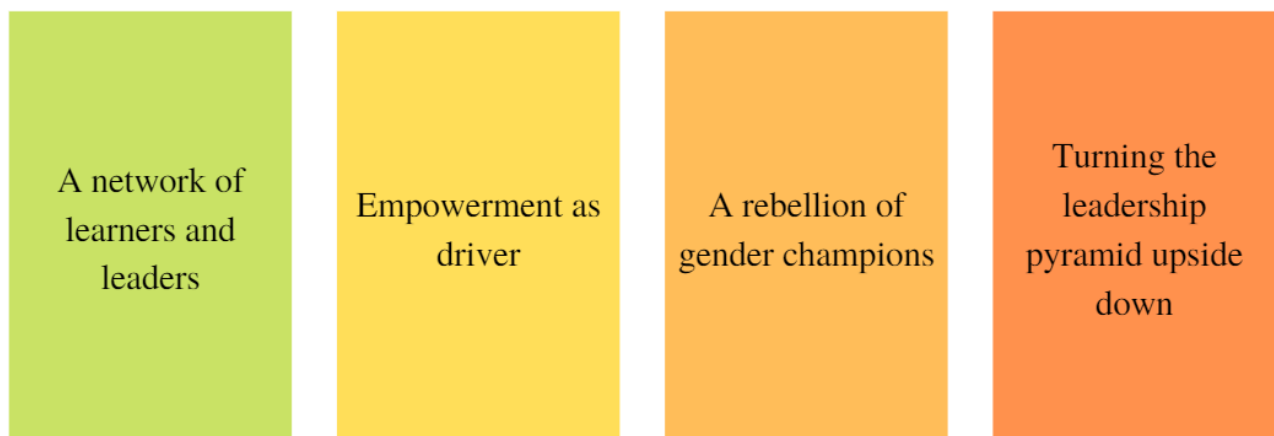 A network of
learners and
leaders
Empowerment as
driver
A rebellion of
gender champions
Turning the
leadership
pyramid upside
down